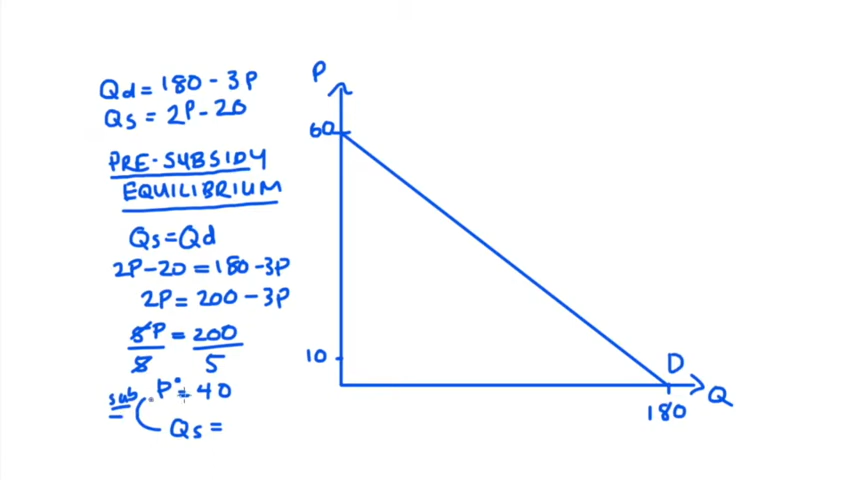 Qd = 180 - 3P
Qs = 2P - 20
PRE-SUBSIDY
EQUILIBRIUM
Qs = Qd
2P - 20 = 180 - 3P
2P = 200 - 3P
5P = 200
5 5
sub P* = 40
Qs =
P
60
10
D
Q
180